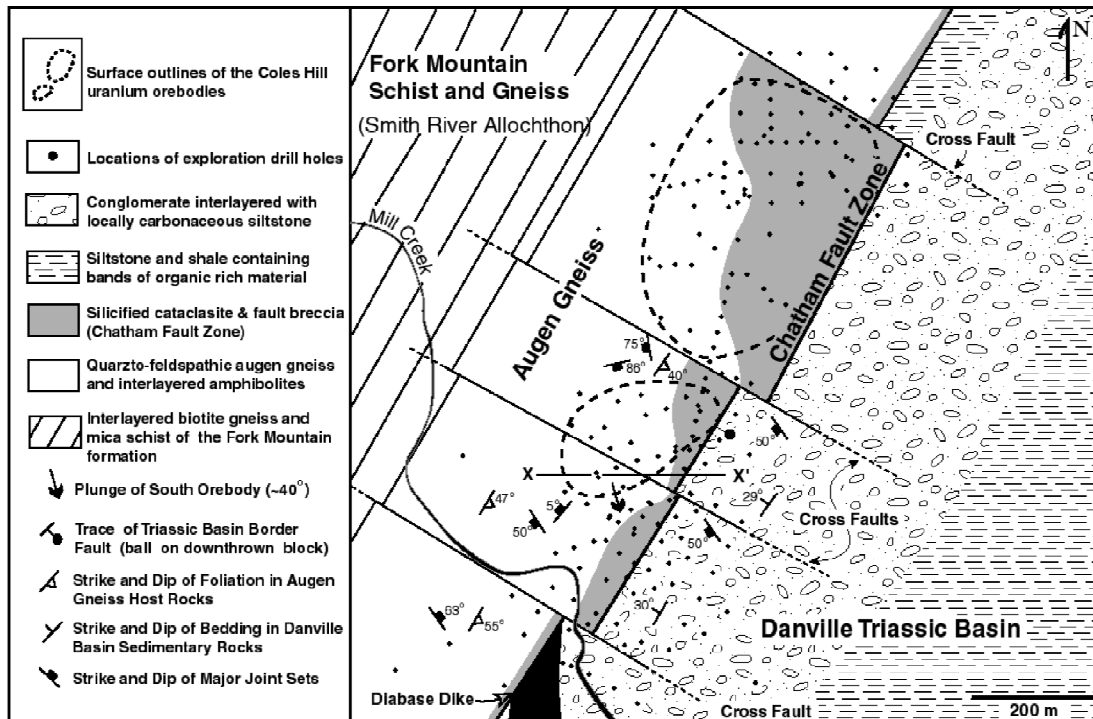 Surface outlines of the Coles Hill
uranium orebodies
Locations of exploration drill holes
Conglomerate interlayered with
locally carbonaceous siltstone
Siltstone and shale containing
bands of organic rich material
Silicified cataclasite & fault breccia
(Chatham Fault Zone)
Quarzto-feldspathic augen gneiss
and interlayered amphibolites
Interlayered biotite gneiss and
mica schist of the Fork Mountain
formation
Plunge of South Orebody (~40°)
Trace of Triassic Basin Border
Fault (ball on downthrown block)
Strike and Dip of Foliation in Augen
Gneiss Host Rocks
Strike and Dip of Bedding in Danville
Basin Sedimentary Rocks
Strike and Dip of Major Joint Sets
Fork Mountain
Schist and Gneiss
(Smith River Allochthon)
N
Cross Fault
Mill Creek
Augen Gneiss
Chatham Fault Zone
75°
86°
40°
50°
X
X'
47°
5°
50°
29°
Cross Faults
50°
63°
55°
30°
Danville Triassic Basin
Diabase Dike
Cross Fault
200 m